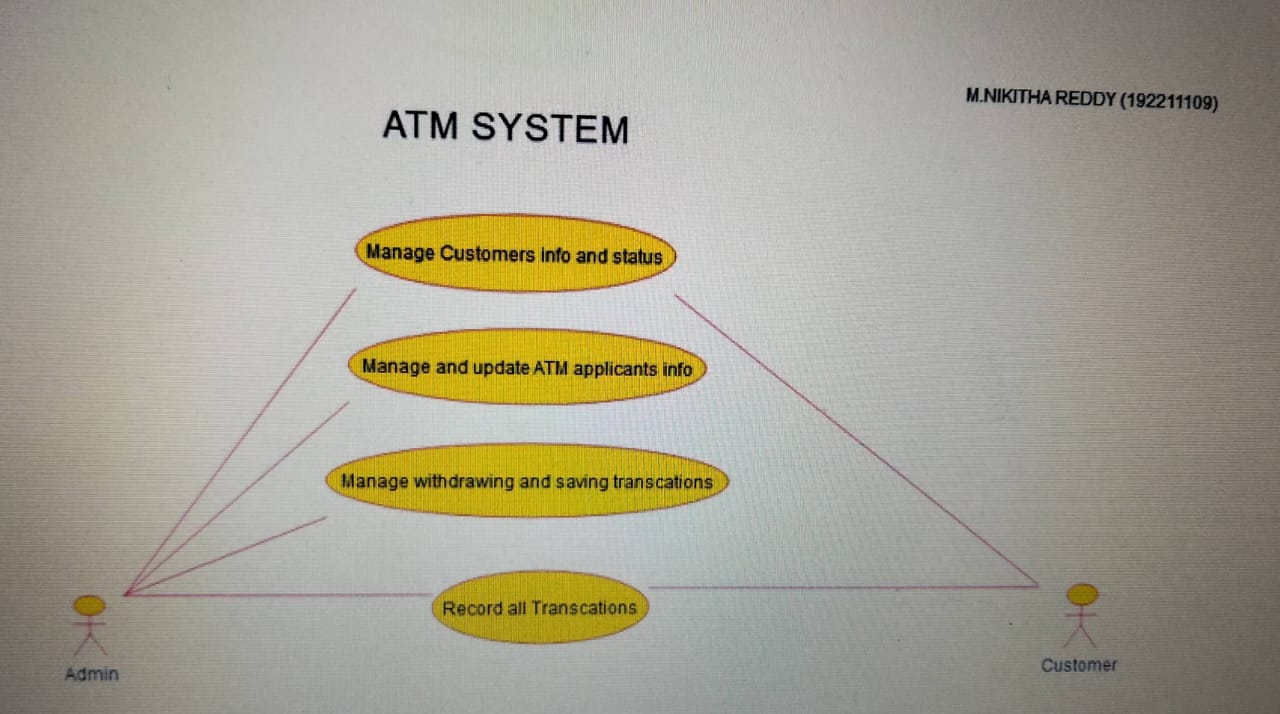 M.NIKITHA REDDY (192211109)
ATM SYSTEM
Manage Customers info and status
Manage and update ATM applicants info
Manage withdrawing and saving transcations
Record all Transcations
Admin
Customer